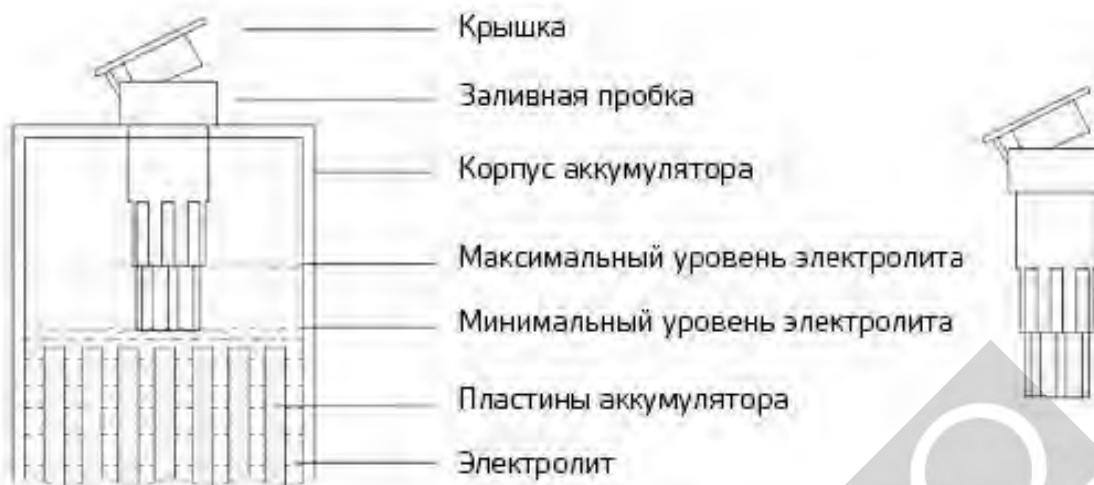 Крышка
Заливная пробка
Корпус аккумулятора
Максимальный уровень электролита
Минимальный уровень электролита
Пластины аккумулятора
Электролит